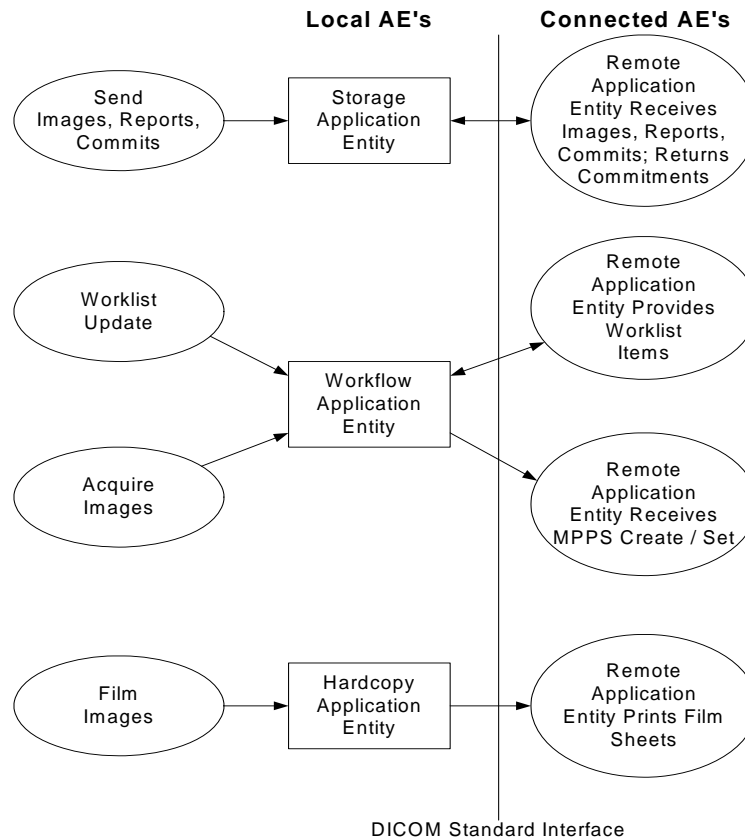 Local AE's
Connected AE's
Send
Images, Reports,
Commits
Storage
Application
Entity
Remote
Application
Entity Receives
Images, Reports,
Commits; Returns
Commitments
Worklist
Update
Remote
Application
Entity Provides
Worklist
Items
Workflow
Application
Entity
Acquire
Images
Remote
Application
Entity Receives
MPPS Create / Set
Film
Images
Hardcopy
Application
Entity
Remote
Application
Entity Prints Film
Sheets
DICOM Standard Interface